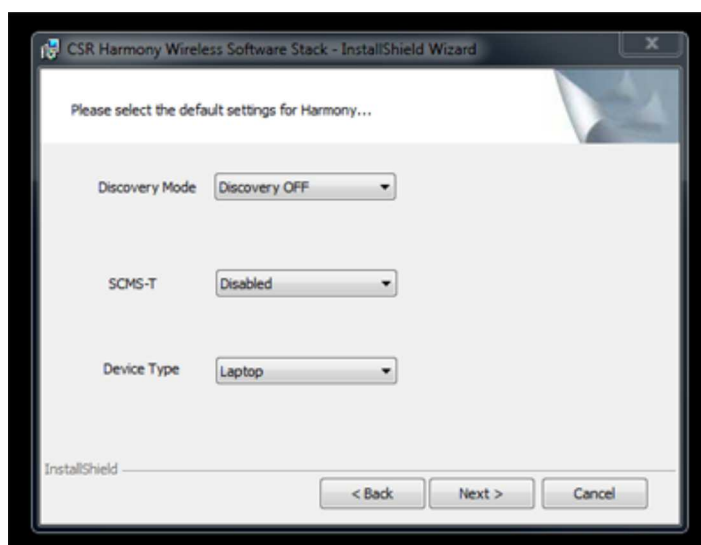 CSR Harmony Wireless Software Stack - InstallShield Wizard
Please select the default settings for Harmony...
Discovery Mode Discovery OFF
SCMS-T Disabled
Device Type Laptop
InstallShield
< Back Next > Cancel